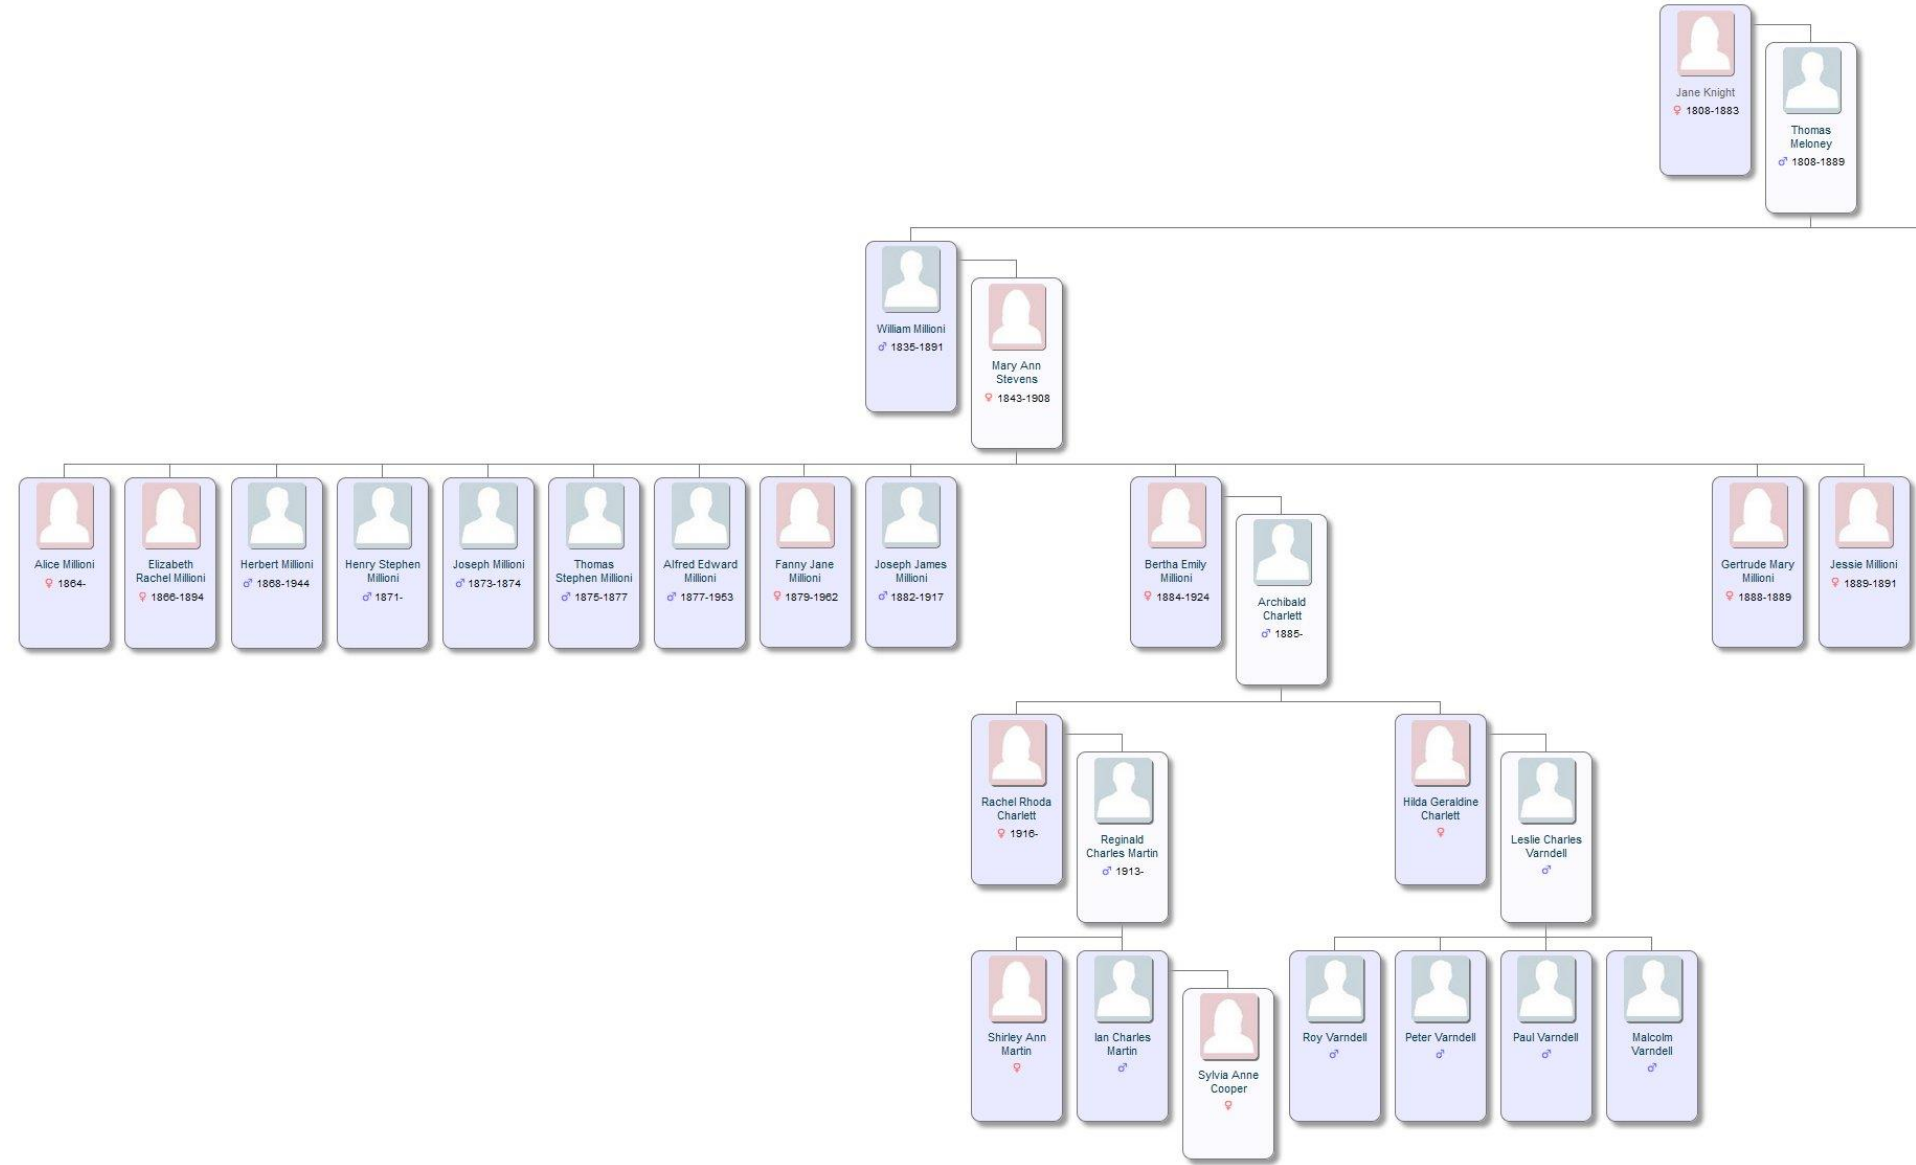 Jane Knight
♀ 1808-1883
Thomas
Meloney
♂ 1808-1889
William Millioni
♂ 1835-1891
Mary Ann
Stevens
♀ 1843-1908
Alice Millioni
♀ 1864-
Elizabeth
Rachel Millioni
♀ 1866-1894
Herbert Millioni
♂ 1868-1944
Henry Stephen
Millioni
♂ 1871-
Joseph Millioni
♂ 1873-1874
Thomas
Stephen Millioni
♂ 1875-1877
Alfred Edward
Millioni
♂ 1877-1953
Fanny Jane
Millioni
♀ 1879-1962
Joseph James
Millioni
♂ 1882-1917
Bertha Emily
Millioni
♀ 1884-1924
Archibald
Charlett
♂ 1885-
Gertrude Mary
Millioni
♀ 1888-1889
Jessie Millioni
♀ 1889-1891
Rachel Rhoda
Charlett
♀ 1916-
Reginald
Charles Martin
♂ 1913-
Hilda Geraldine
Charlett
♀
Leslie Charles
Varndell
♂
Shirley Ann
Martin
♀
Ian Charles
Martin
♂
Sylvia Anne
Cooper
♀
Roy Varndell
♂
Peter Varndell
♂
Paul Varndell
♂
Malcolm
Varndell
♂